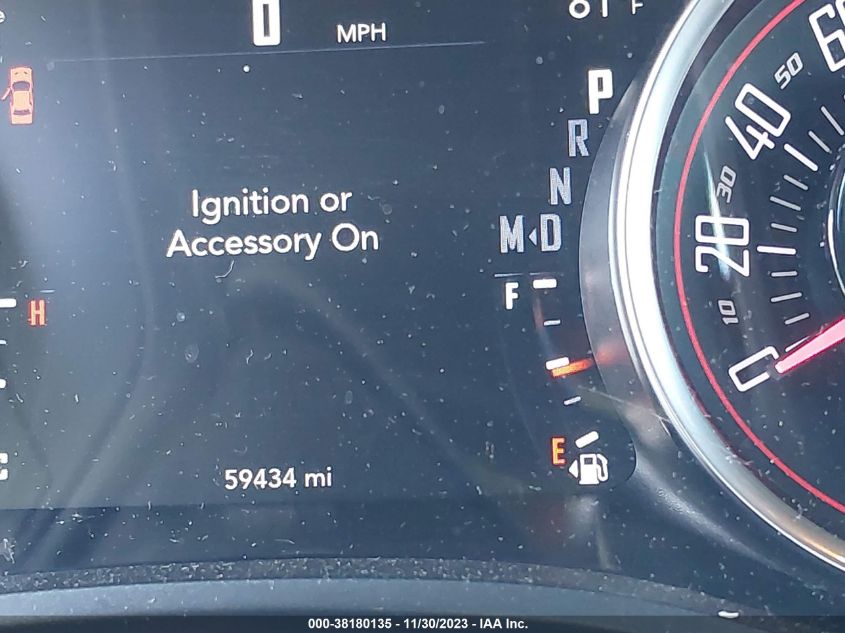 0 MPH
F
P
R
N
M◂D
Ignition or
Accessory On
F
H
E
59434 mi
0
10
20
30
40
50
000-38180135 - 11/30/2023 - IAA Inc.